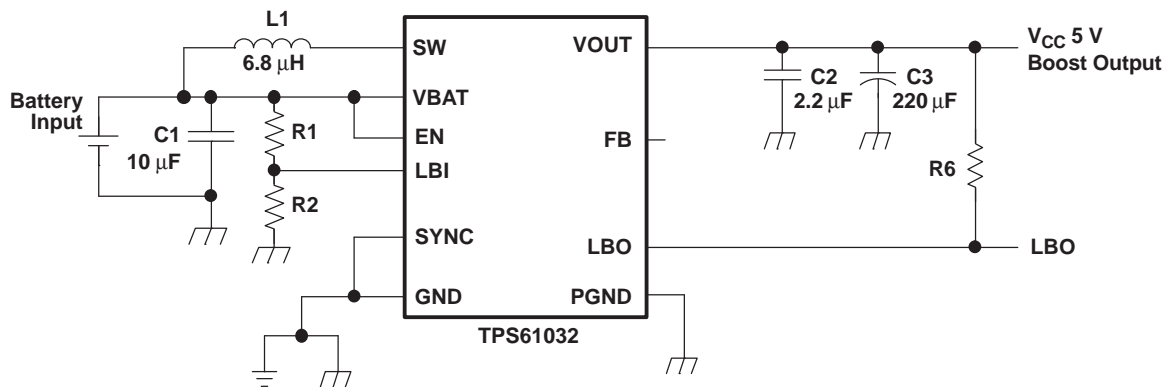 L1
6.8 µH
SW
VOUT
VCC 5 V
Boost Output
Battery
Input
C1
10 µF
VBAT
R1
EN
LBI
R2
SYNC
GND
C2
2.2 µF
C3
220 µF
FB
R6
LBO
LBO
PGND
TPS61032